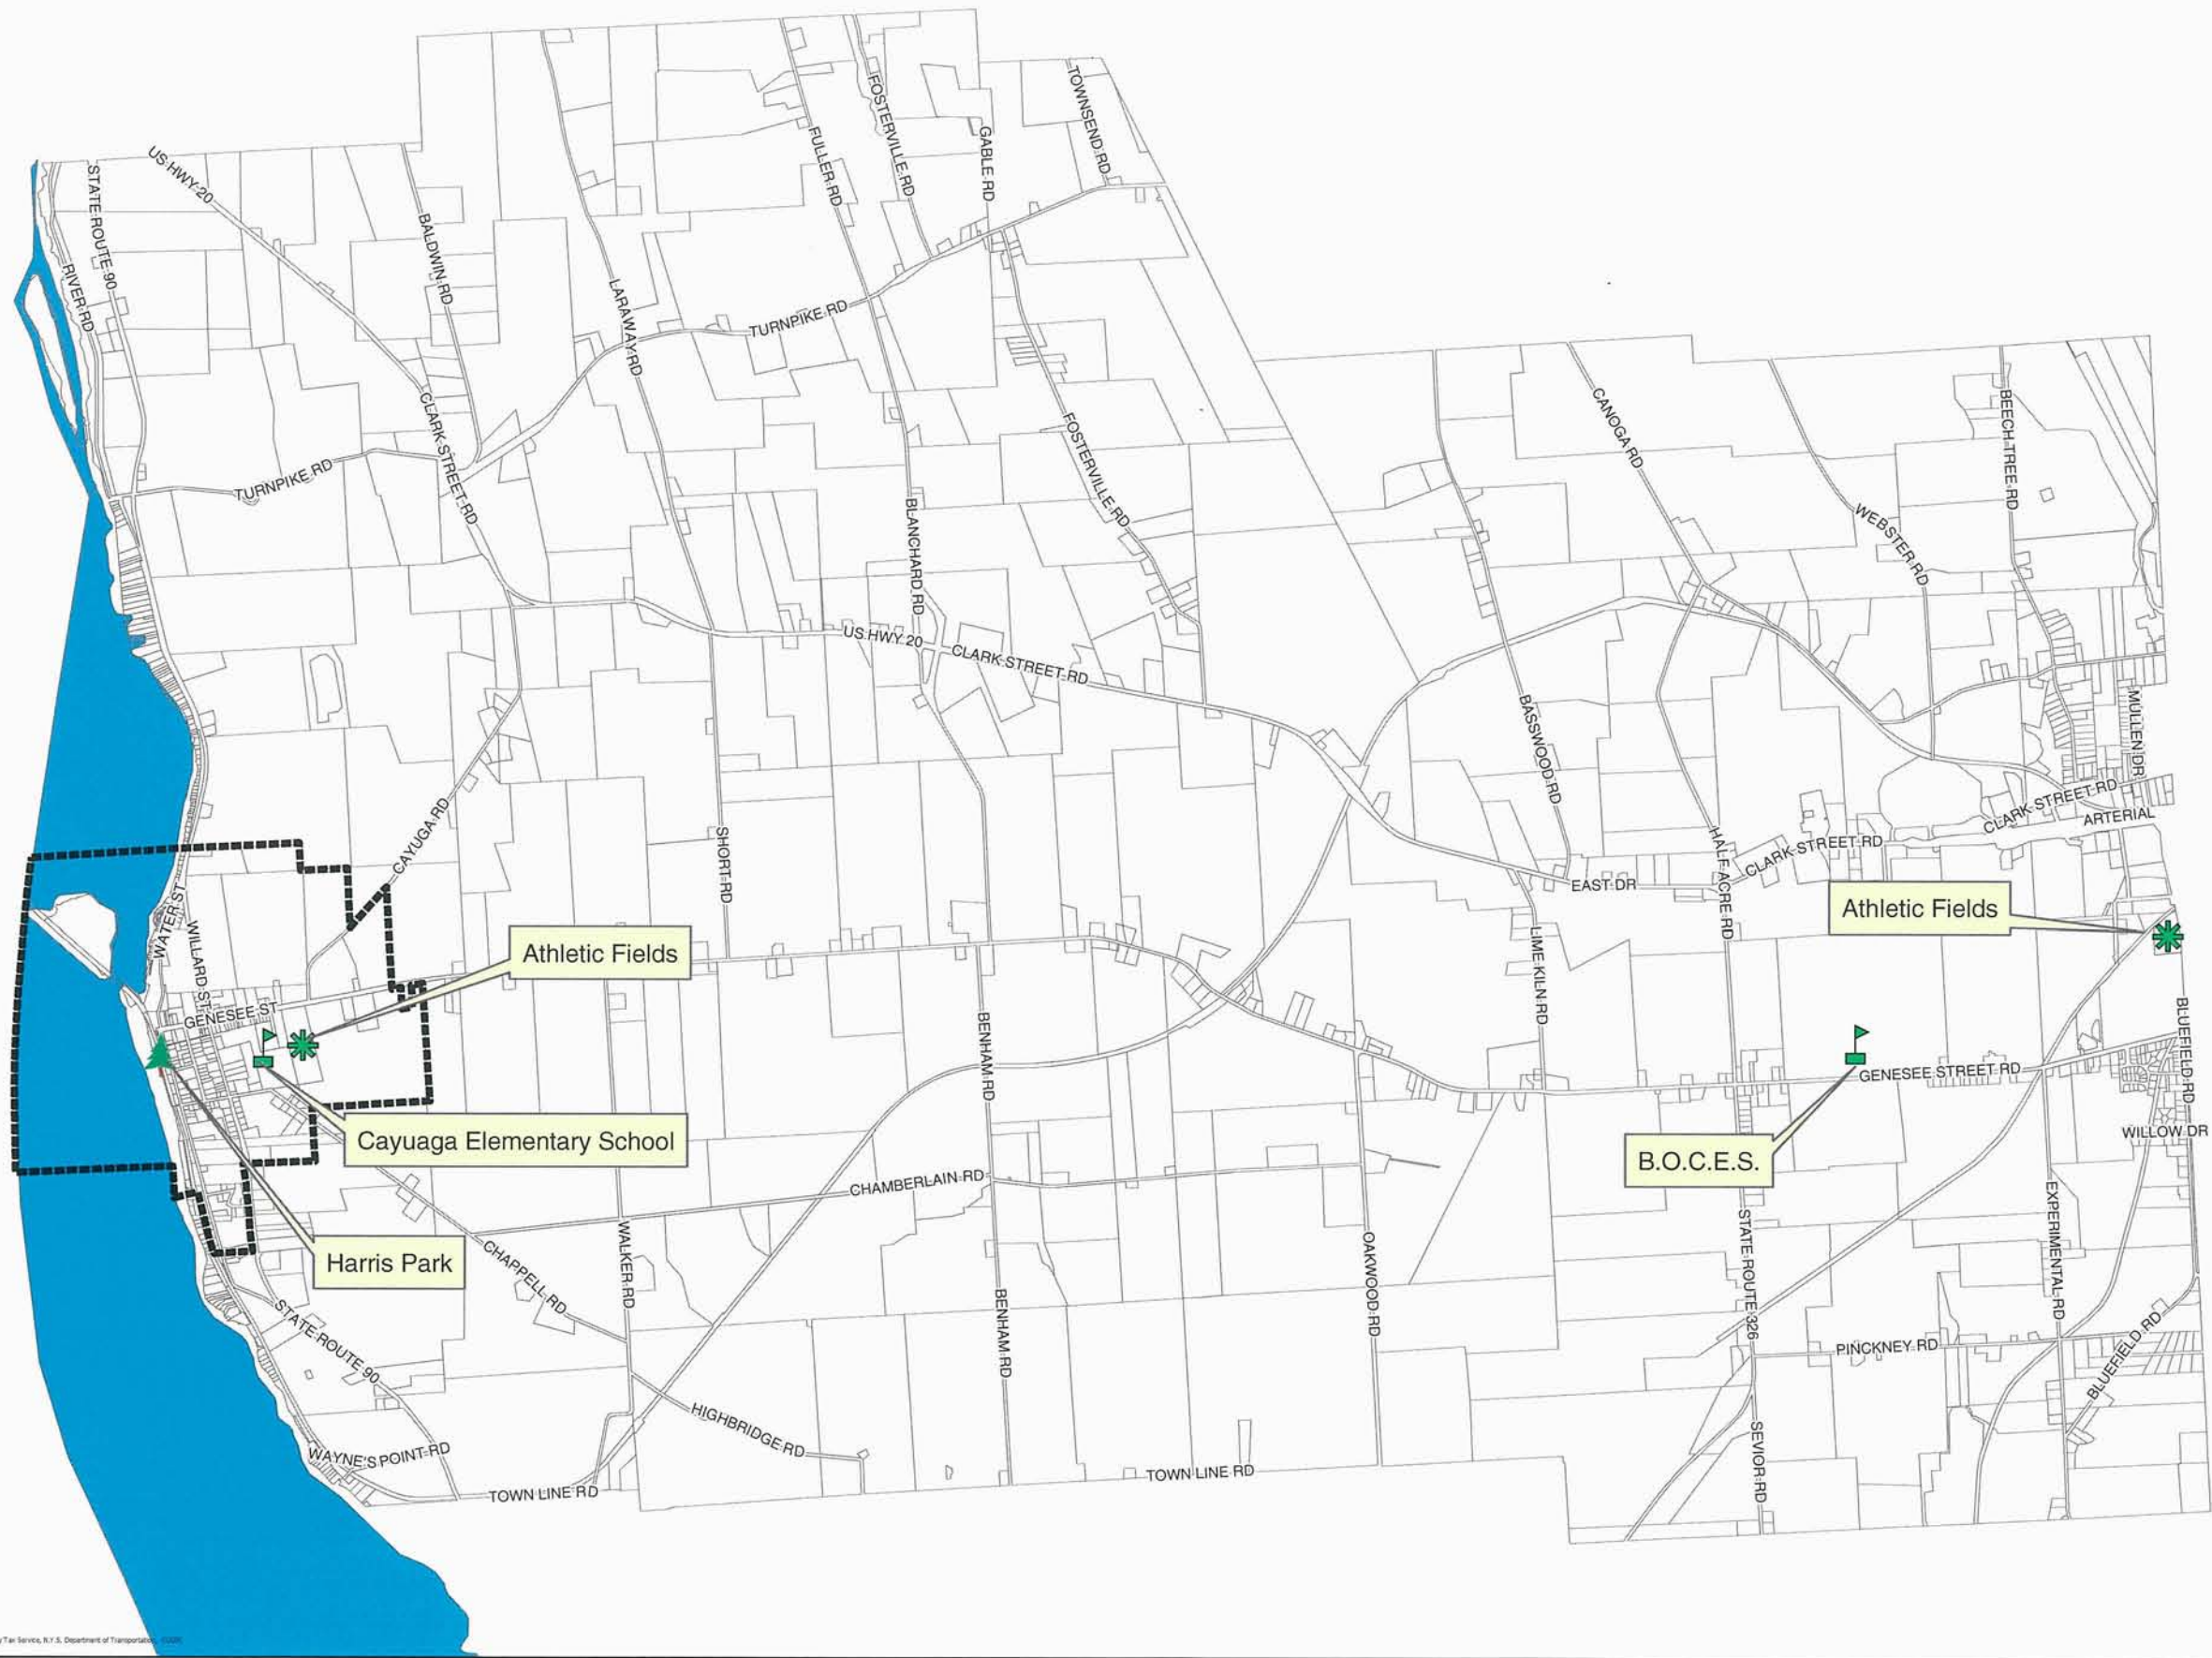 TOWNSEND RD
FOSTERVILLE RD
FULLER RD
GABLE RD
US HWY 20
STATE ROUTE 90
BALDWIN RD
RIVER RD
LARAWAY RD
TURNPIKE RD
CLARK STREET RD
TURNPIKE RD
FOSTERVILLE RD
CANOGA RD
BEECH TREE RD
BLANCHARD RD
WEBSTER RD
US HWY 20
CLARK STREET RD
BASSWOOD RD
MULLEN DR
CAYUGA RD
SHORT RD
CLARK STREET RD
ARTERIAL
HALF ACRE RD
CLARK STREET RD
EAST DR
WATER ST
WILLARD ST
Athletic Fields
Athletic Fields
LIME KILN RD
GENESEE ST
BENHAM RD
BLUEFIELD RD
GENESEE STREET RD
Cayuaga Elementary School
WILLOW DR
B.O.C.E.S.
CHAMBERLAIN RD
EXPERIMENTAL RD
Harris Park
CHAPPELL RD
WALKER RD
OAKWOOD RD
STATE ROUTE 326
STATE ROUTE 90
BENHAM RD
PINCKNEY RD
BLUEFIELD RD
HIGHBRIDGE RD
WAYNE'S POINT RD
SEVIOR RD
TOWN LINE RD
TOWN LINE RD
Tax Service, N.Y.S. Department of Transportation,